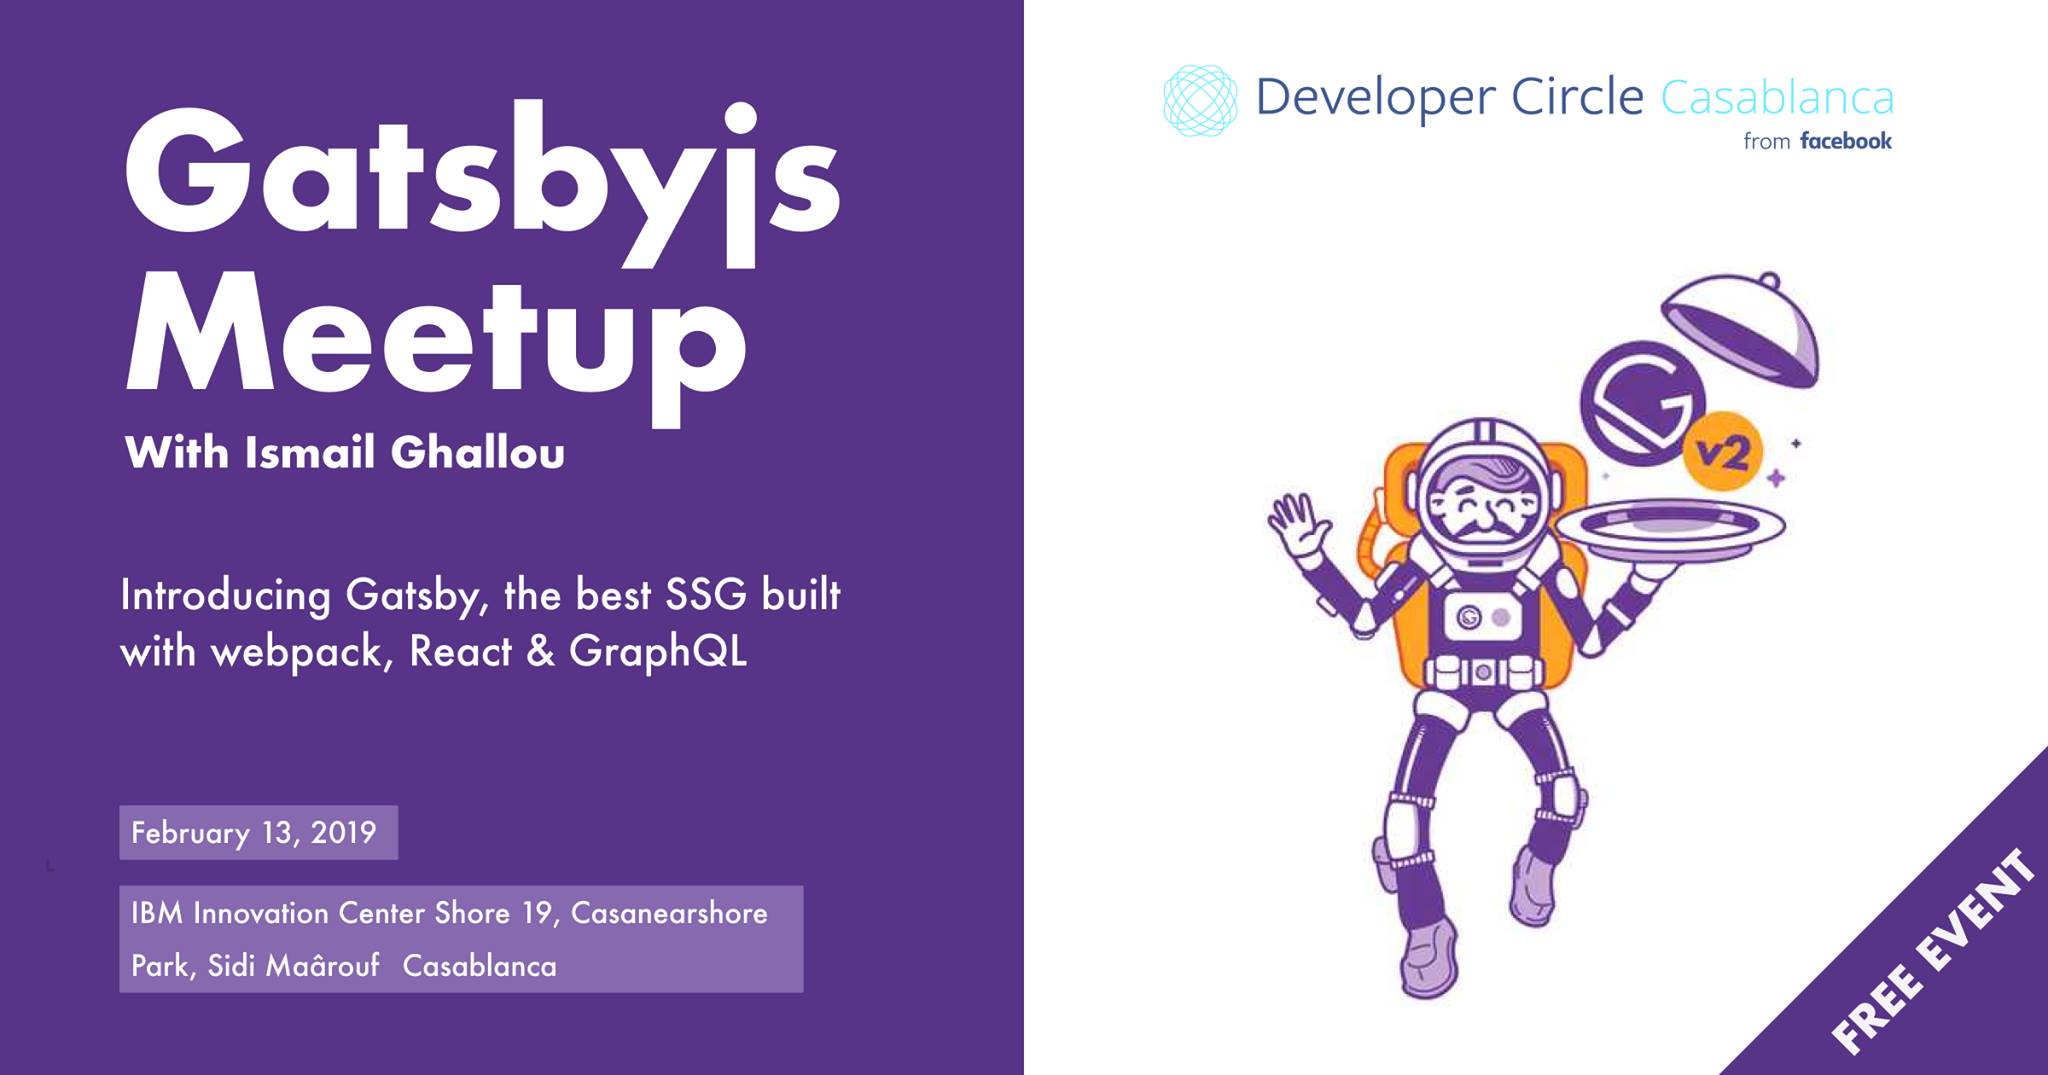 Gatsbyjs
Meetup
With Ismail Ghallou
Introducing Gatsby, the best SSG built
with webpack, React & GraphQL
February 13, 2019
IBM Innovation Center Shore 19, Casanearshore
Park, Sidi Maârouf Casablanca
Developer Circle Casablanca
from facebook
G
v2
G
FREE EVENT